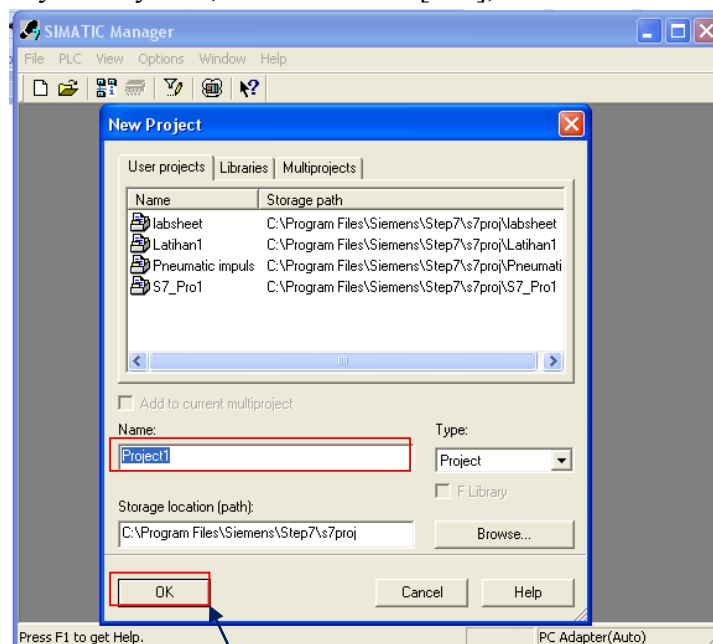 SIMATIC Manager
File PLC View Options Window Help
New Project
User projects Libraries Multiprojects
Name Storage path
labsheet C:\Program Files\Siemens\Step7\s7proj\labsheet
Latihan1 C:\Program Files\Siemens\Step7\s7proj\Latihan1
Pneumatic impuls C:\Program Files\Siemens\Step7\s7proj\Pneumati
S7_Pro1 C:\Program Files\Siemens\Step7\s7proj\S7_Pro1
Add to current multiproject
Name: Type:
Project1 Project
F Library
Storage location (path):
C:\Program Files\Siemens\Step7\s7proj Browse...
OK Cancel Help
Press F1 to get Help. PC Adapter(Auto)